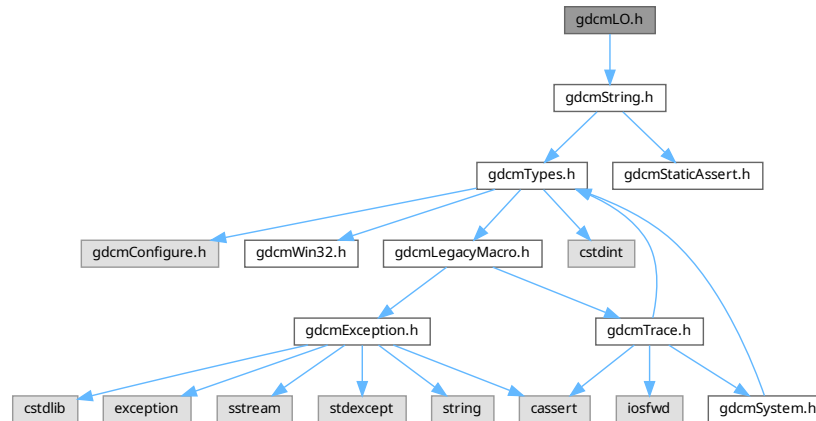 gdcmLO.h
gdcmString.h
gdcmTypes.h
gdcmStaticAssert.h
gdcmConfigure.h
gdcmWin32.h
gdcmLegacyMacro.h
cstdint
gdcmException.h
gdcmTrace.h
cstdlib
exception
sstream
stdexcept
string
cassert
iosfwd
gdcmSystem.h